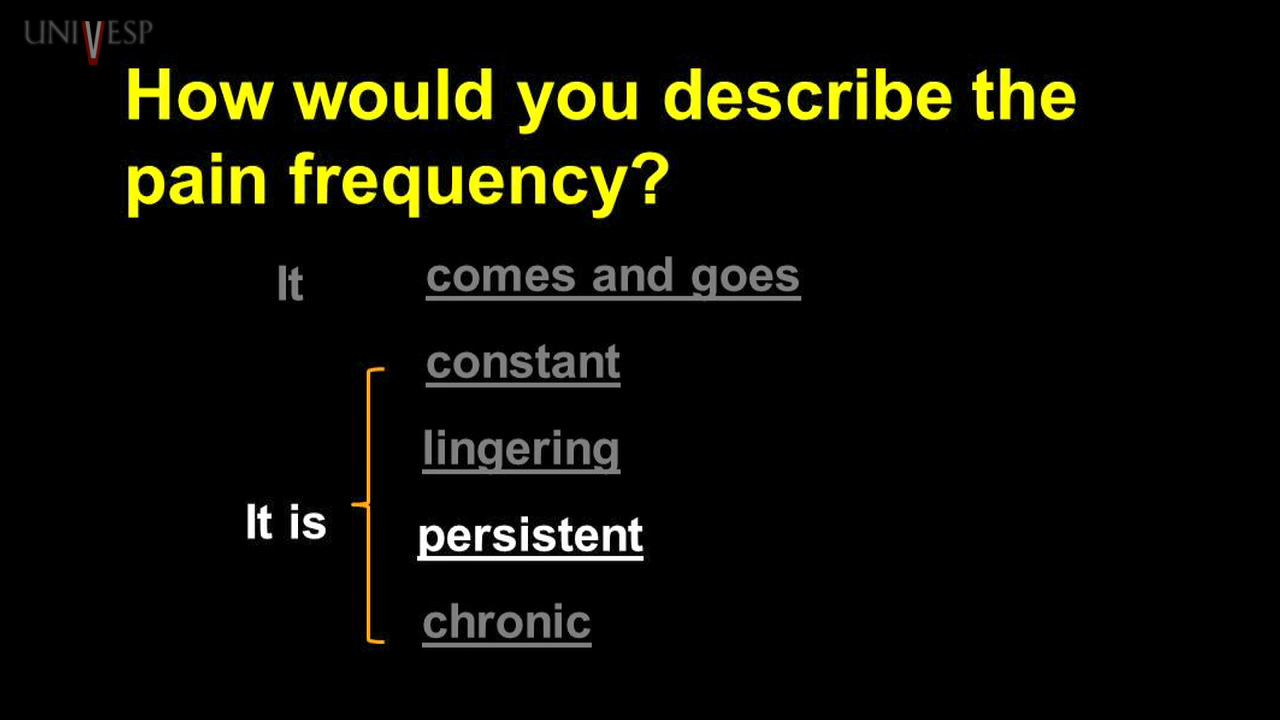 UNIVESP
How would you describe the
pain frequency?
It comes and goes
constant
lingering
It is persistent
chronic